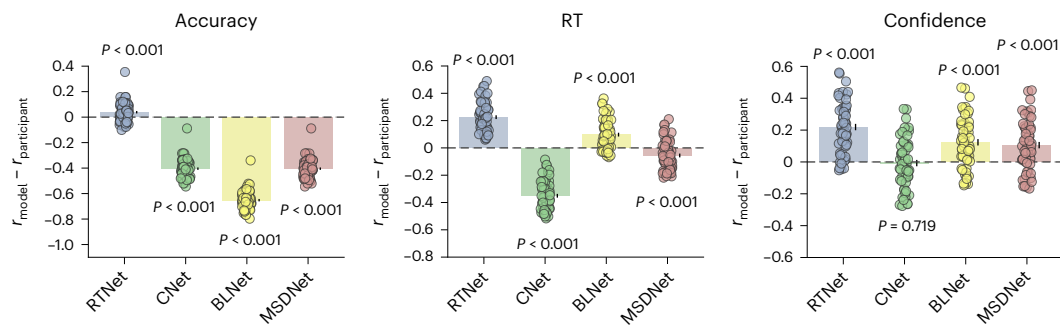 Accuracy
P < 0.001
0.4
0.2
0
–0.2
–0.4
–0.6
–0.8
–1.0
r model – r participant
P < 0.001
P < 0.001
P < 0.001
RTNet
CNet
BLNet
MSDNet
RT
P < 0.001
P < 0.001
0.6
0.4
0.2
0
–0.2
–0.4
–0.6
–0.8
r model – r participant
P < 0.001
P < 0.001
RTNet
CNet
BLNet
MSDNet
Confidence
P < 0.001
P < 0.001
P < 0.001
0.6
0.4
0.2
0
–0.2
–0.4
–0.6
r model – r participant
P = 0.719
RTNet
CNet
BLNet
MSDNet